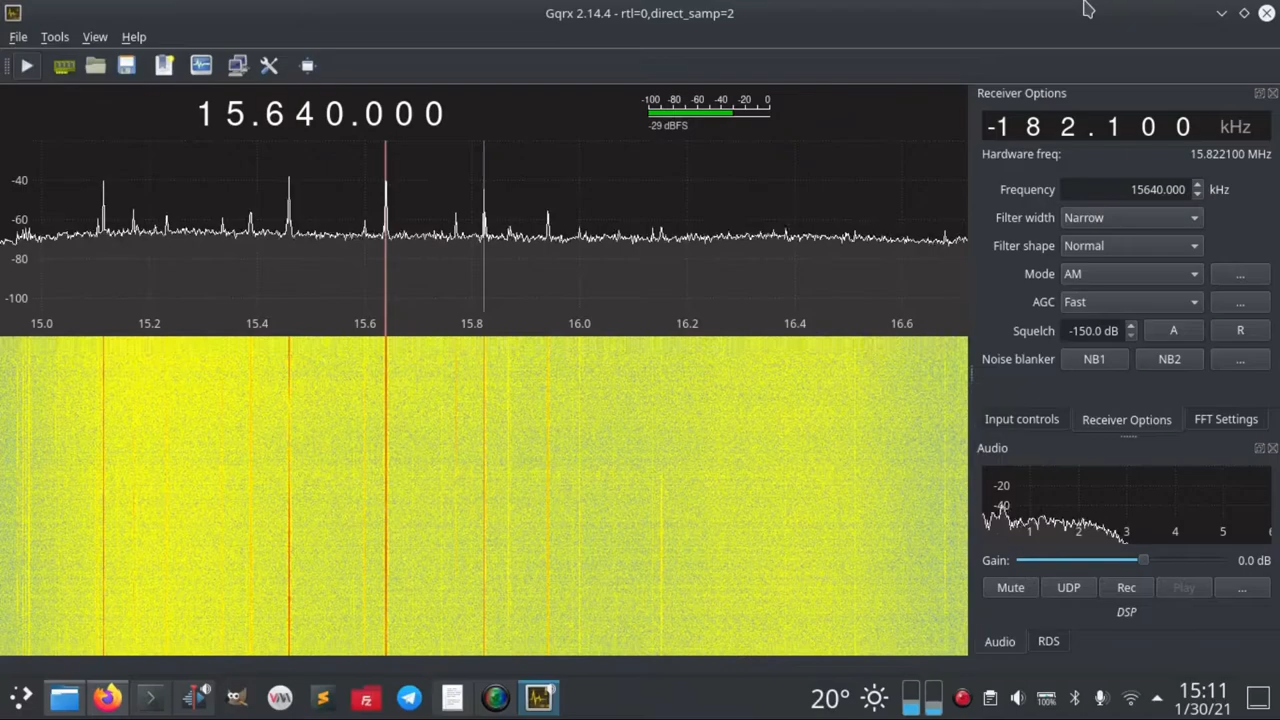 Gqrx 2.14.4 - rtl=0,direct_samp=2
File Tools View Help
15.640.000
-100 -80 -60 -40 -20 0
-29 dBFS
-40
-60
-80
-100
15.0 15.2 15.4 15.6 15.8 16.0 16.2 16.4 16.6
Receiver Options
-182.100 kHz
Hardware freq: 15.822100 MHz
Frequency 15640.000 kHz
Filter width Narrow
Filter shape Normal
Mode AM ...
AGC Fast ...
Squelch -150.0 dB A R
Noise blanker NB1 NB2 ...
Input controls Receiver Options FFT Settings
Audio
-20
-40
1 2 3 4 5 6
Gain: 0.0 dB
Mute UDP Rec Play ...
DSP
Audio RDS
20° 100% 15:11
1/30/21